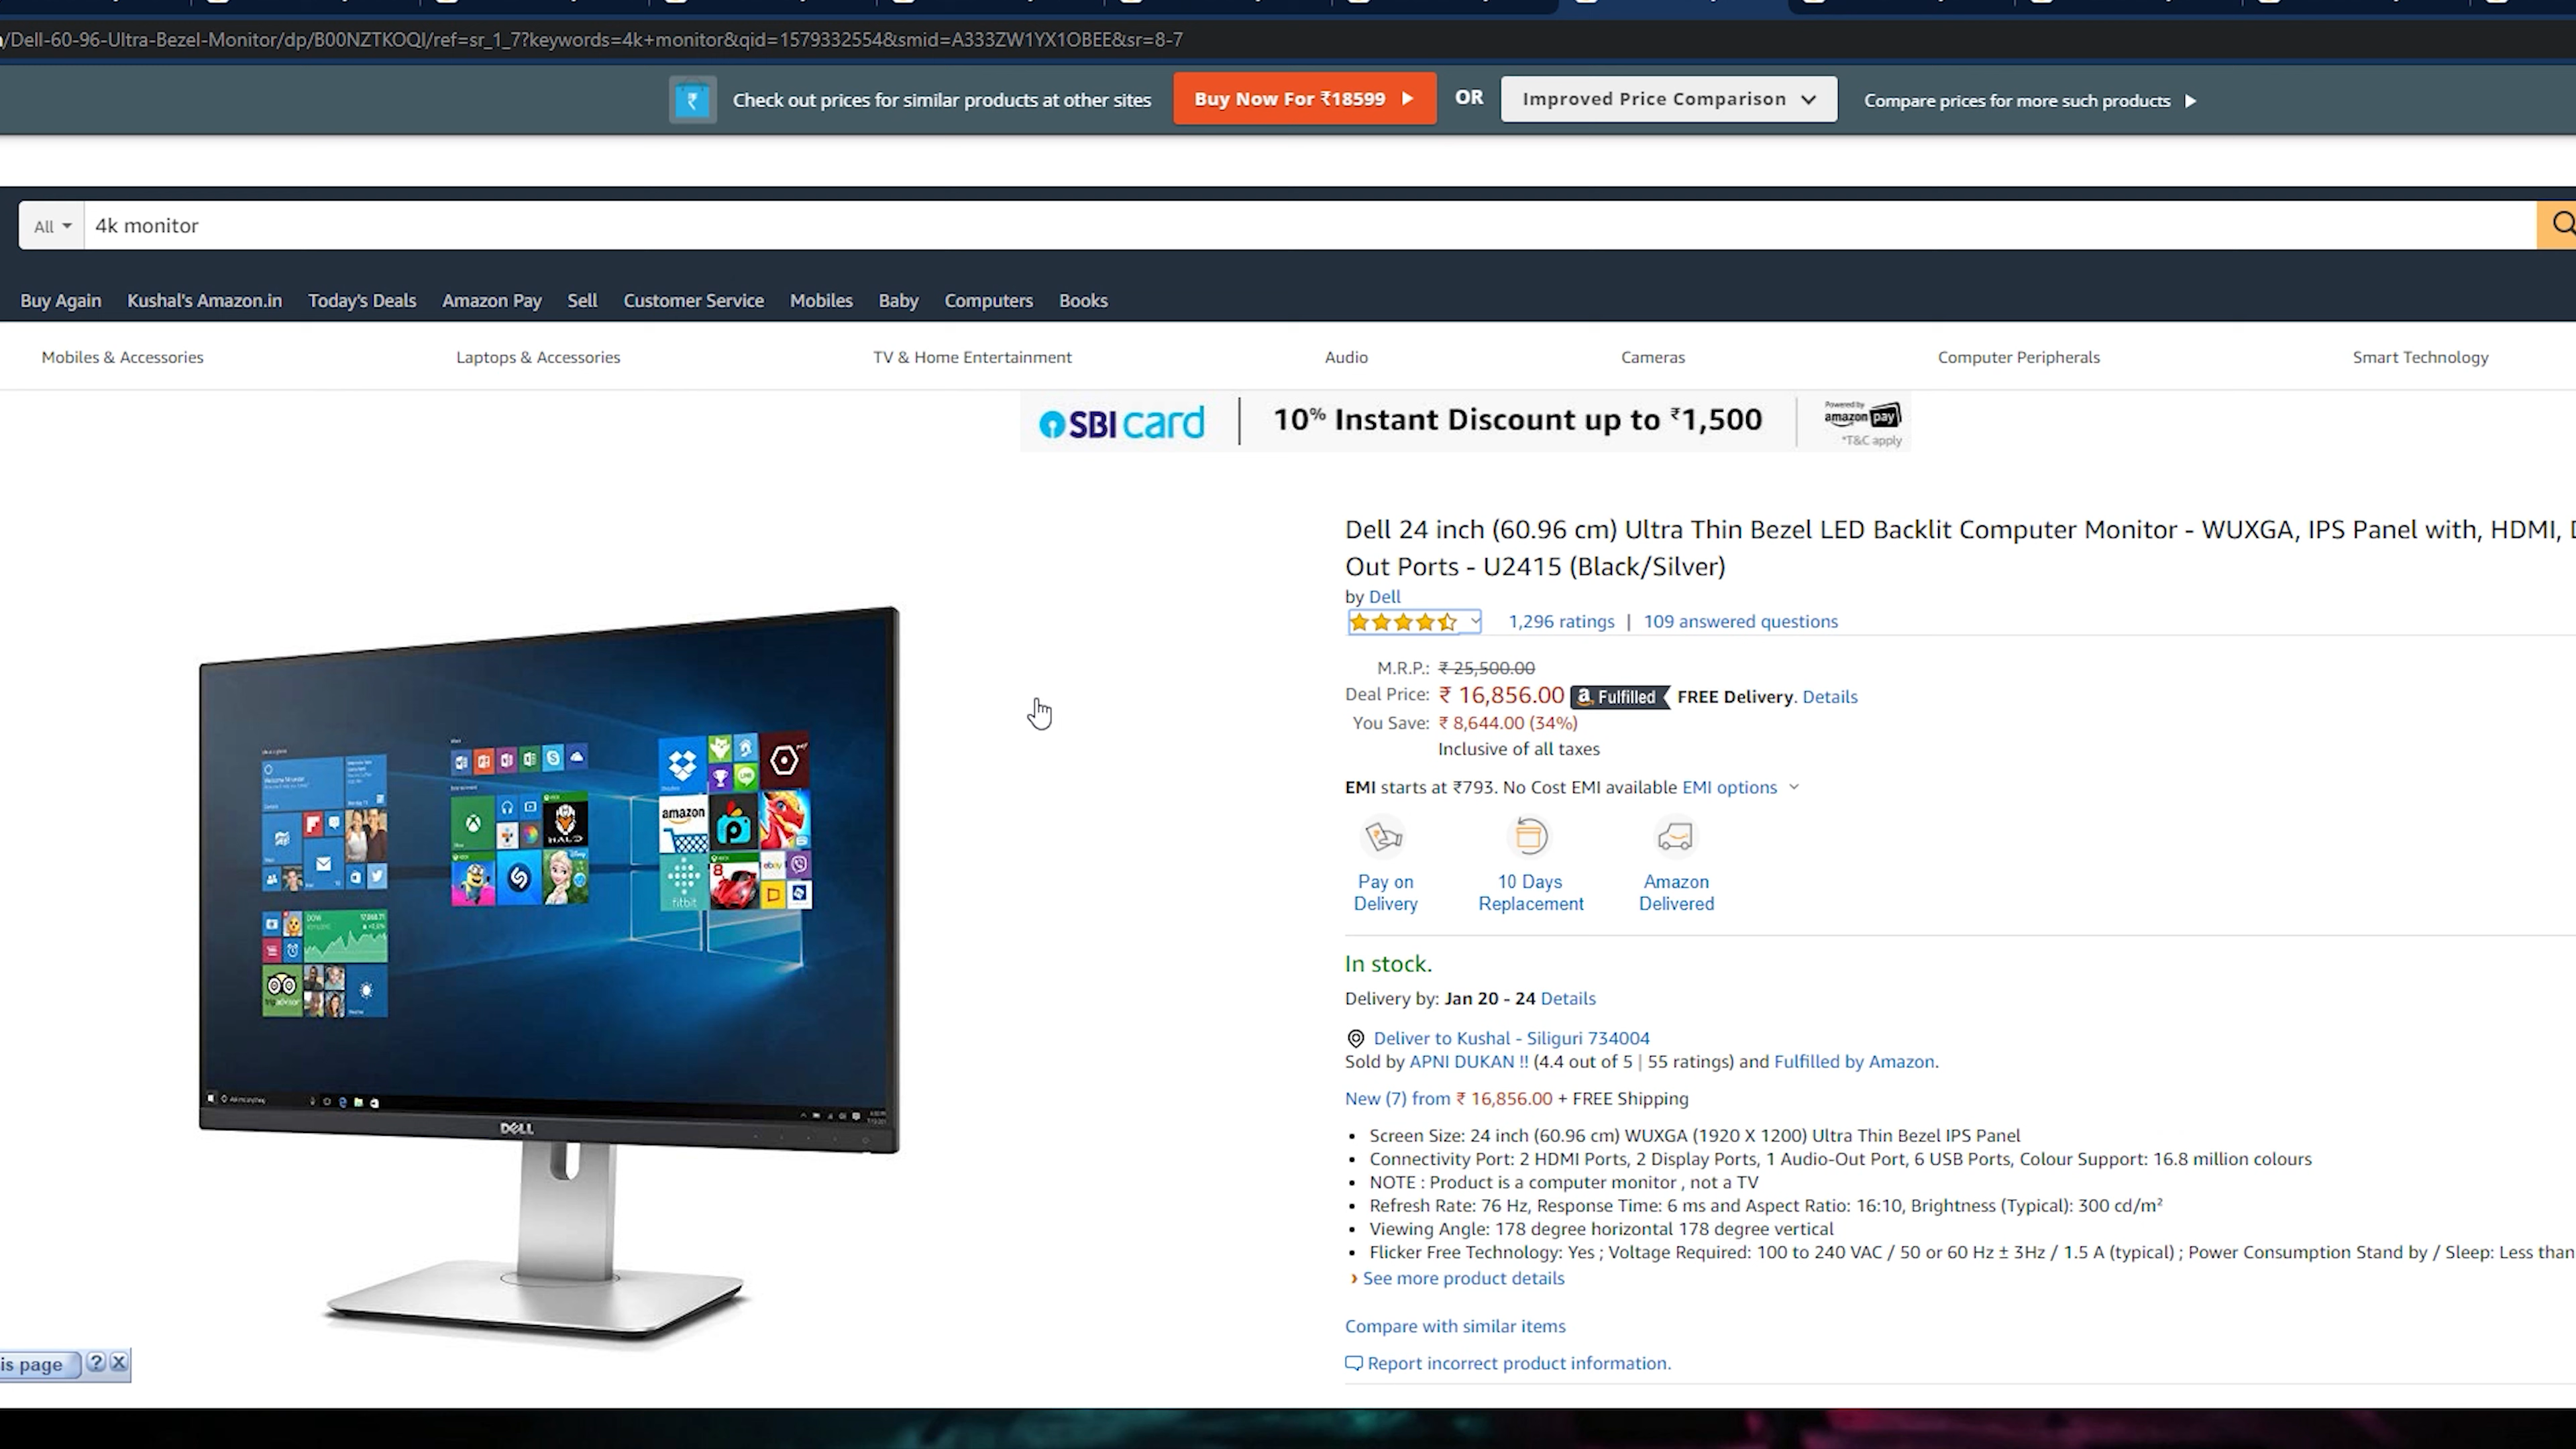 /Dell-60-96-Ultra-Bezel-Monitor/dp/B00NZTKOQI/ref=sr_1_7?keywords=4k+monitor&qid=1579332554&smid=A333ZW1YX1OBEE&sr=8-7
Check out prices for similar products at other sites
Buy Now For ₹18599
OR
Improved Price Comparison
Compare prices for more such products
All
4k monitor
Buy Again Kushal's Amazon.in Today's Deals Amazon Pay Sell Customer Service Mobiles Baby Computers Books
Mobiles & Accessories Laptops & Accessories TV & Home Entertainment Audio Cameras Computer Peripherals Smart Technology
SBI card
10% Instant Discount up to ₹1,500
Powered by
amazon pay
*T&C apply
Dell 24 inch (60.96 cm) Ultra Thin Bezel LED Backlit Computer Monitor - WUXGA, IPS Panel with, HDMI,
Out Ports - U2415 (Black/Silver)
by Dell
1,296 ratings | 109 answered questions
M.R.P.: ₹ 25,500.00
Deal Price: ₹ 16,856.00 a Fulfilled FREE Delivery. Details
You Save: ₹ 8,644.00 (34%)
Inclusive of all taxes
EMI starts at ₹793. No Cost EMI available EMI options
Pay on
Delivery
10 Days
Replacement
Amazon
Delivered
In stock.
Delivery by: Jan 20 - 24 Details
Deliver to Kushal - Siliguri 734004
Sold by APNI DUKAN !! (4.4 out of 5 | 55 ratings) and Fulfilled by Amazon.
New (7) from ₹ 16,856.00 + FREE Shipping
• Screen Size: 24 inch (60.96 cm) WUXGA (1920 X 1200) Ultra Thin Bezel IPS Panel
• Connectivity Port: 2 HDMI Ports, 2 Display Ports, 1 Audio-Out Port, 6 USB Ports, Colour Support: 16.8 million colours
• NOTE : Product is a computer monitor , not a TV
• Refresh Rate: 76 Hz, Response Time: 6 ms and Aspect Ratio: 16:10, Brightness (Typical): 300 cd/m²
• Viewing Angle: 178 degree horizontal 178 degree vertical
• Flicker Free Technology: Yes ; Voltage Required: 100 to 240 VAC / 50 or 60 Hz ± 3Hz / 1.5 A (typical) ; Power Consumption Stand by / Sleep: Less than
› See more product details
Compare with similar items
Report incorrect product information.
amazon
HALO
fitbit
ebay
8
DOW
DELL
is page ? X